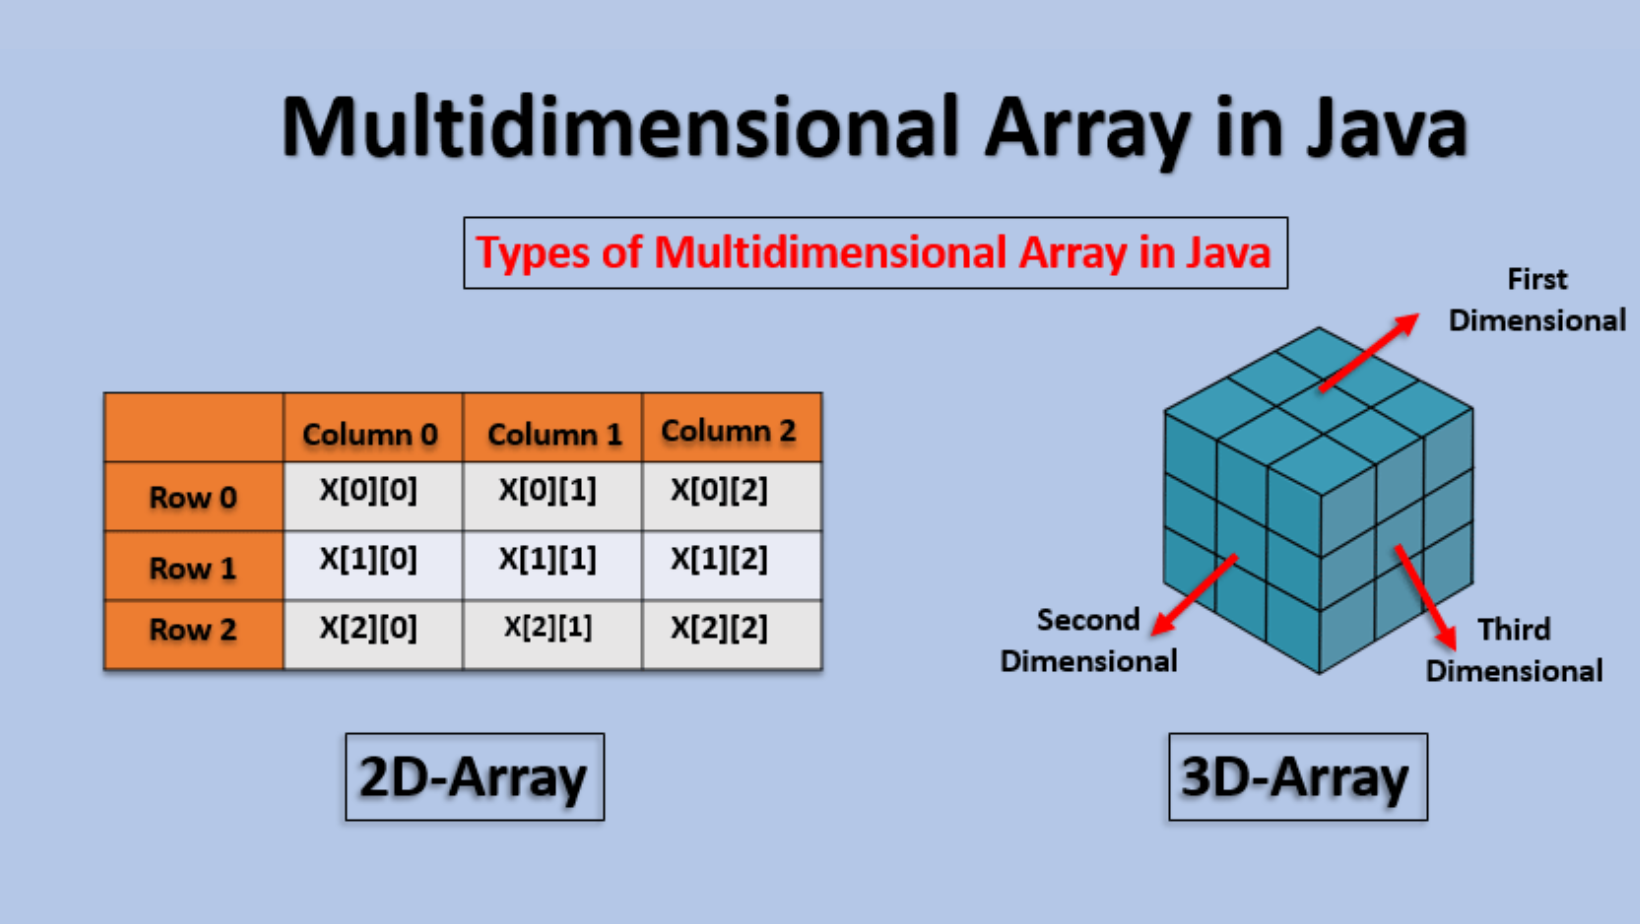 Multidimensional Array in Java
Types of Multidimensional Array in Java
Column 0 Column 1 Column 2
Row 0 X[0][0] X[0][1] X[0][2]
Row 1 X[1][0] X[1][1] X[1][2]
Row 2 X[2][0] X[2][1] X[2][2]
2D-Array
First
Dimensional
Second
Dimensional
Third
Dimensional
3D-Array